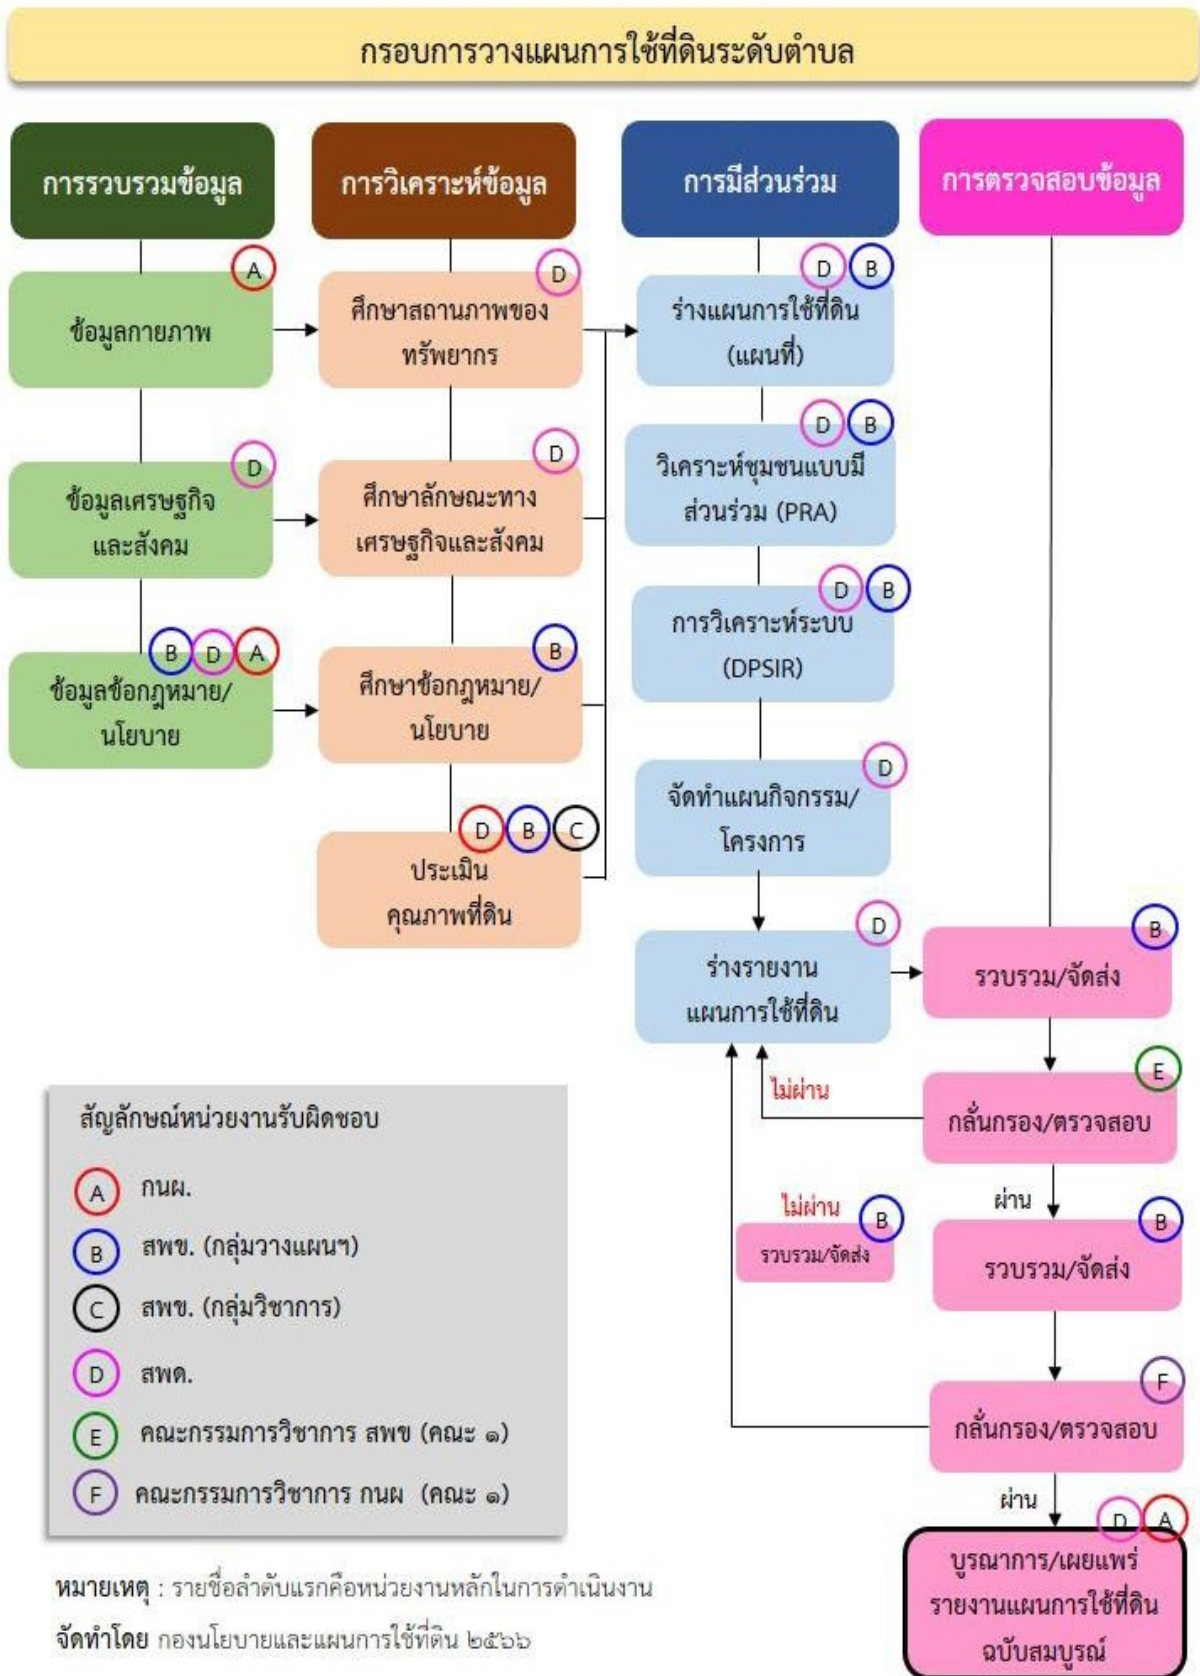 กรอบการวางแผนการใช้ที่ดินระดับตำบล
การรวบรวมข้อมูล
A
ข้อมูลกายภาพ
D
ข้อมูลเศรษฐกิจ
และสังคม
B D A
ข้อมูลข้อกฎหมาย/
นโยบาย
การวิเคราะห์ข้อมูล
D
ศึกษาสถานภาพของ
ทรัพยากร
D
ศึกษาลักษณะทาง
เศรษฐกิจและสังคม
B
ศึกษาข้อกฎหมาย/
นโยบาย
D B C
ประเมิน
คุณภาพที่ดิน
การมีส่วนร่วม
D B
ร่างแผนการใช้ที่ดิน
(แผนที่)
D B
วิเคราะห์ชุมชนแบบมี
ส่วนร่วม (PRA)
D B
การวิเคราะห์ระบบ
(DPSIR)
D
จัดทำแผนกิจกรรม/
โครงการ
D
ร่างรายงาน
แผนการใช้ที่ดิน
การตรวจสอบข้อมูล
B
รวบรวม/จัดส่ง
E
กลั่นกรอง/ตรวจสอบ
ไม่ผ่าน
ผ่าน
B
รวบรวม/จัดส่ง
ไม่ผ่าน
B
รวบรวม/จัดส่ง
F
กลั่นกรอง/ตรวจสอบ
ผ่าน
D A
บูรณาการ/เผยแพร่
รายงานแผนการใช้ที่ดิน
ฉบับสมบูรณ์
สัญลักษณ์หน่วยงานรับผิดชอบ
A กนผ.
B สพข. (กลุ่มวางแผนฯ)
C สพข. (กลุ่มวิชาการ)
D สพด.
E คณะกรรมการวิชาการ สพข (คณะ ๑)
F คณะกรรมการวิชาการ กนผ (คณะ ๑)
หมายเหตุ : รายชื่อลำดับแรกคือหน่วยงานหลักในการดำเนินงาน
จัดทำโดย กองนโยบายและแผนการใช้ที่ดิน ๒๕๖๖